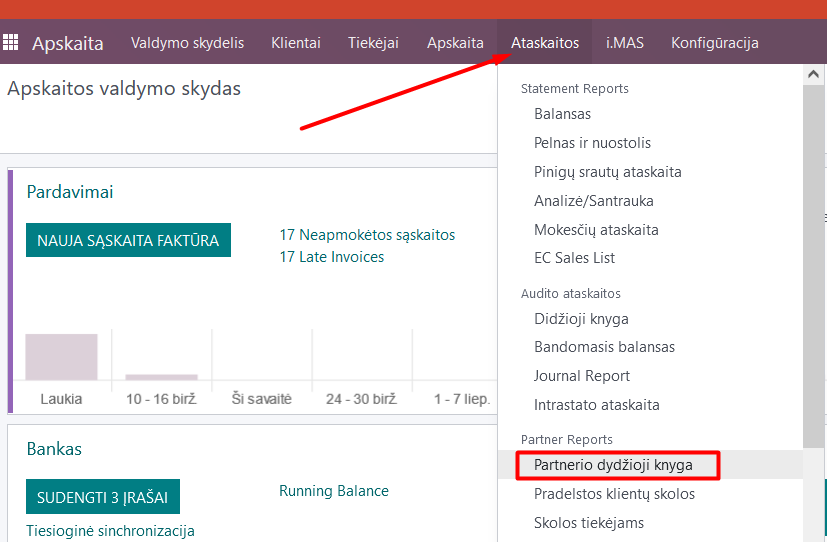 Apskaita Valdymo skydelis Klientai Tiekėjai Apskaita Ataskaitos i.MAS Konfigūracija
Apskaitos valdymo skydas
Pardavimai
NAUJA SĄSKAITA FAKTŪRA
17 Neapmokėtos sąskaitos
17 Late Invoices
Laukia 10 - 16 birž. Ši savaitė 24 - 30 birž. 1 - 7 liep.
Bankas
SUDENGTI 3 ĮRAŠAI
Running Balance
Tiesioginė sinchronizacija
Statement Reports
Balansas
Pelnas ir nuostolis
Pinigų srautų ataskaita
Analizė/Santrauka
Mokesčių ataskaita
EC Sales List
Audito ataskaitos
Didžioji knyga
Bandomasis balansas
Journal Report
Intrastato ataskaita
Partner Reports
Partnerio dydžioji knyga
Pradelstos klientų skolos
Skolos tiekėjams